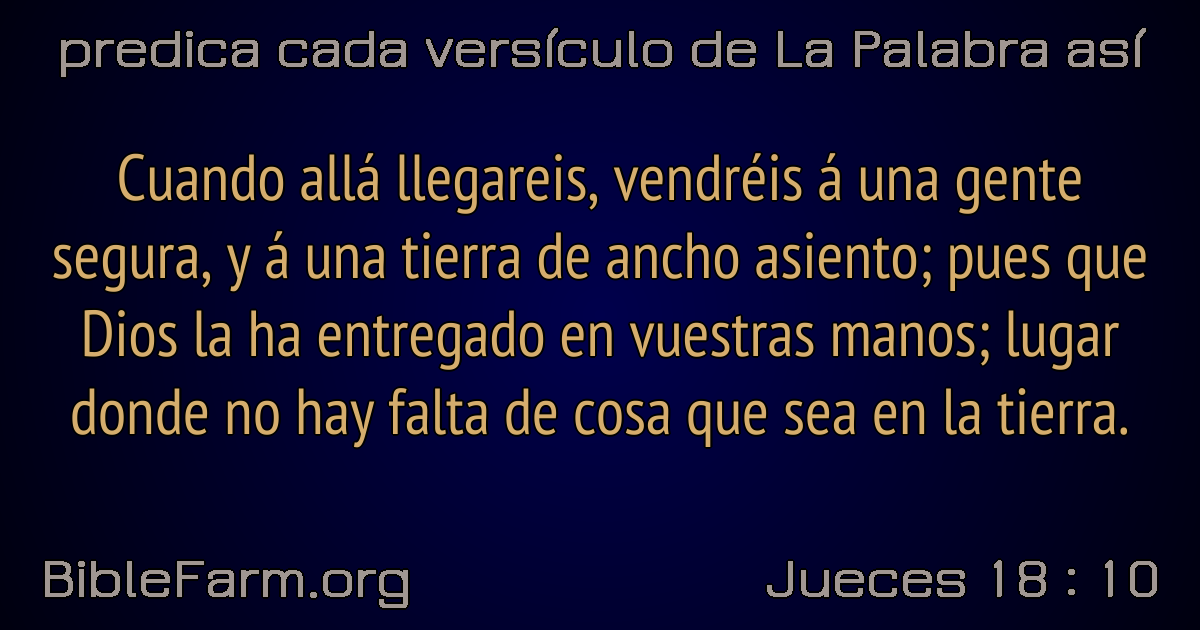 predica cada versículo de La Palabra así
Cuando allá llegareis, vendréis á una gente
segura, y á una tierra de ancho asiento; pues que
Dios la ha entregado en vuestras manos; lugar
donde no hay falta de cosa que sea en la tierra.
BibleFarm.org
Jueces 18 : 10